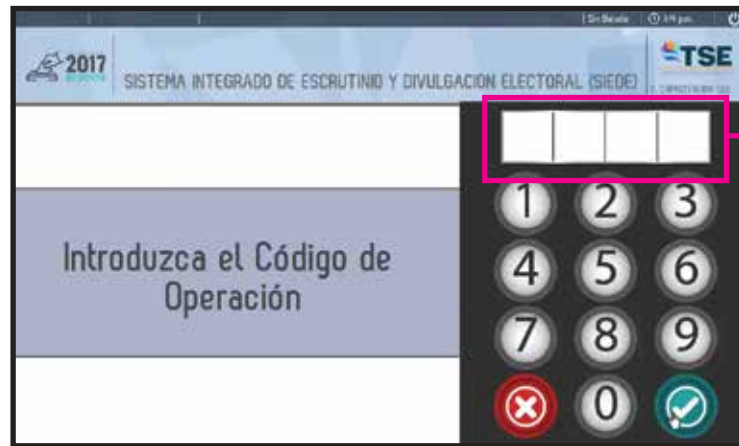 2017
TSE
SISTEMA INTEGRADO DE ESCRUTINIO Y DIVULGACION ELECTORAL (SIEDE)
Introduzca el Código de
Operación
1 2 3
4 5 6
7 8 9
0